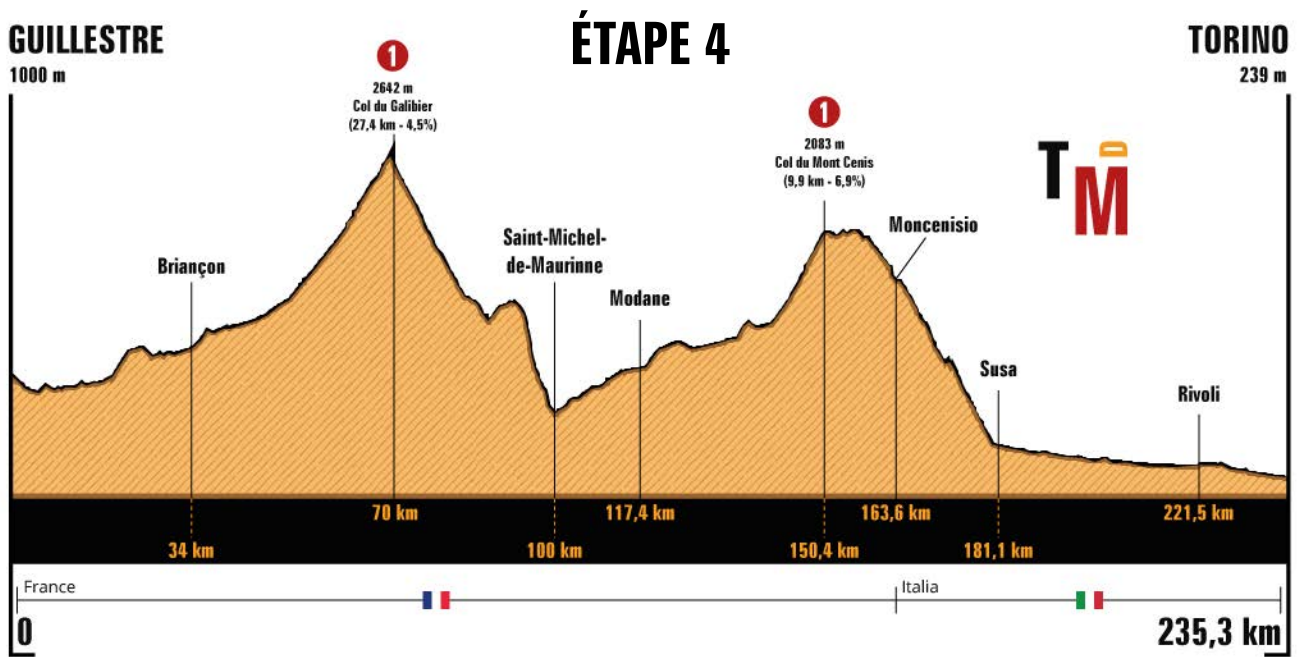 ÉTAPE 4
GUILLESTRE
1000 m
TORINO
239 m
1
2642 m
Col du Galibier
(27,4 km - 4,5%)
1
2083 m
Col du Mont Cenis
(9,9 km - 6,9%)
T
D
M
Briançon
Saint-Michel-
de-Maurinne
Modane
Moncenisio
Susa
Rivoli
70 km
117,4 km
163,6 km
221,5 km
34 km
100 km
150,4 km
181,1 km
France
Italia
0
235,3 km